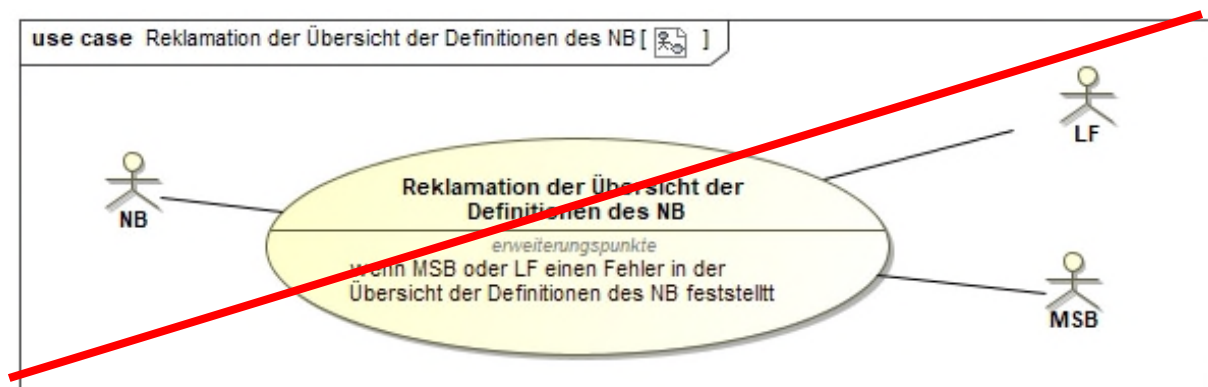 use case Reklamation der Übersicht der Definitionen des NB [ ]
LF
NB
Reklamation der Übersicht der
Definitionen des NB
erweiterungspunkte
wenn MSB oder LF einen Fehler in der
Übersicht der Definitionen des NB feststelltt
MSB